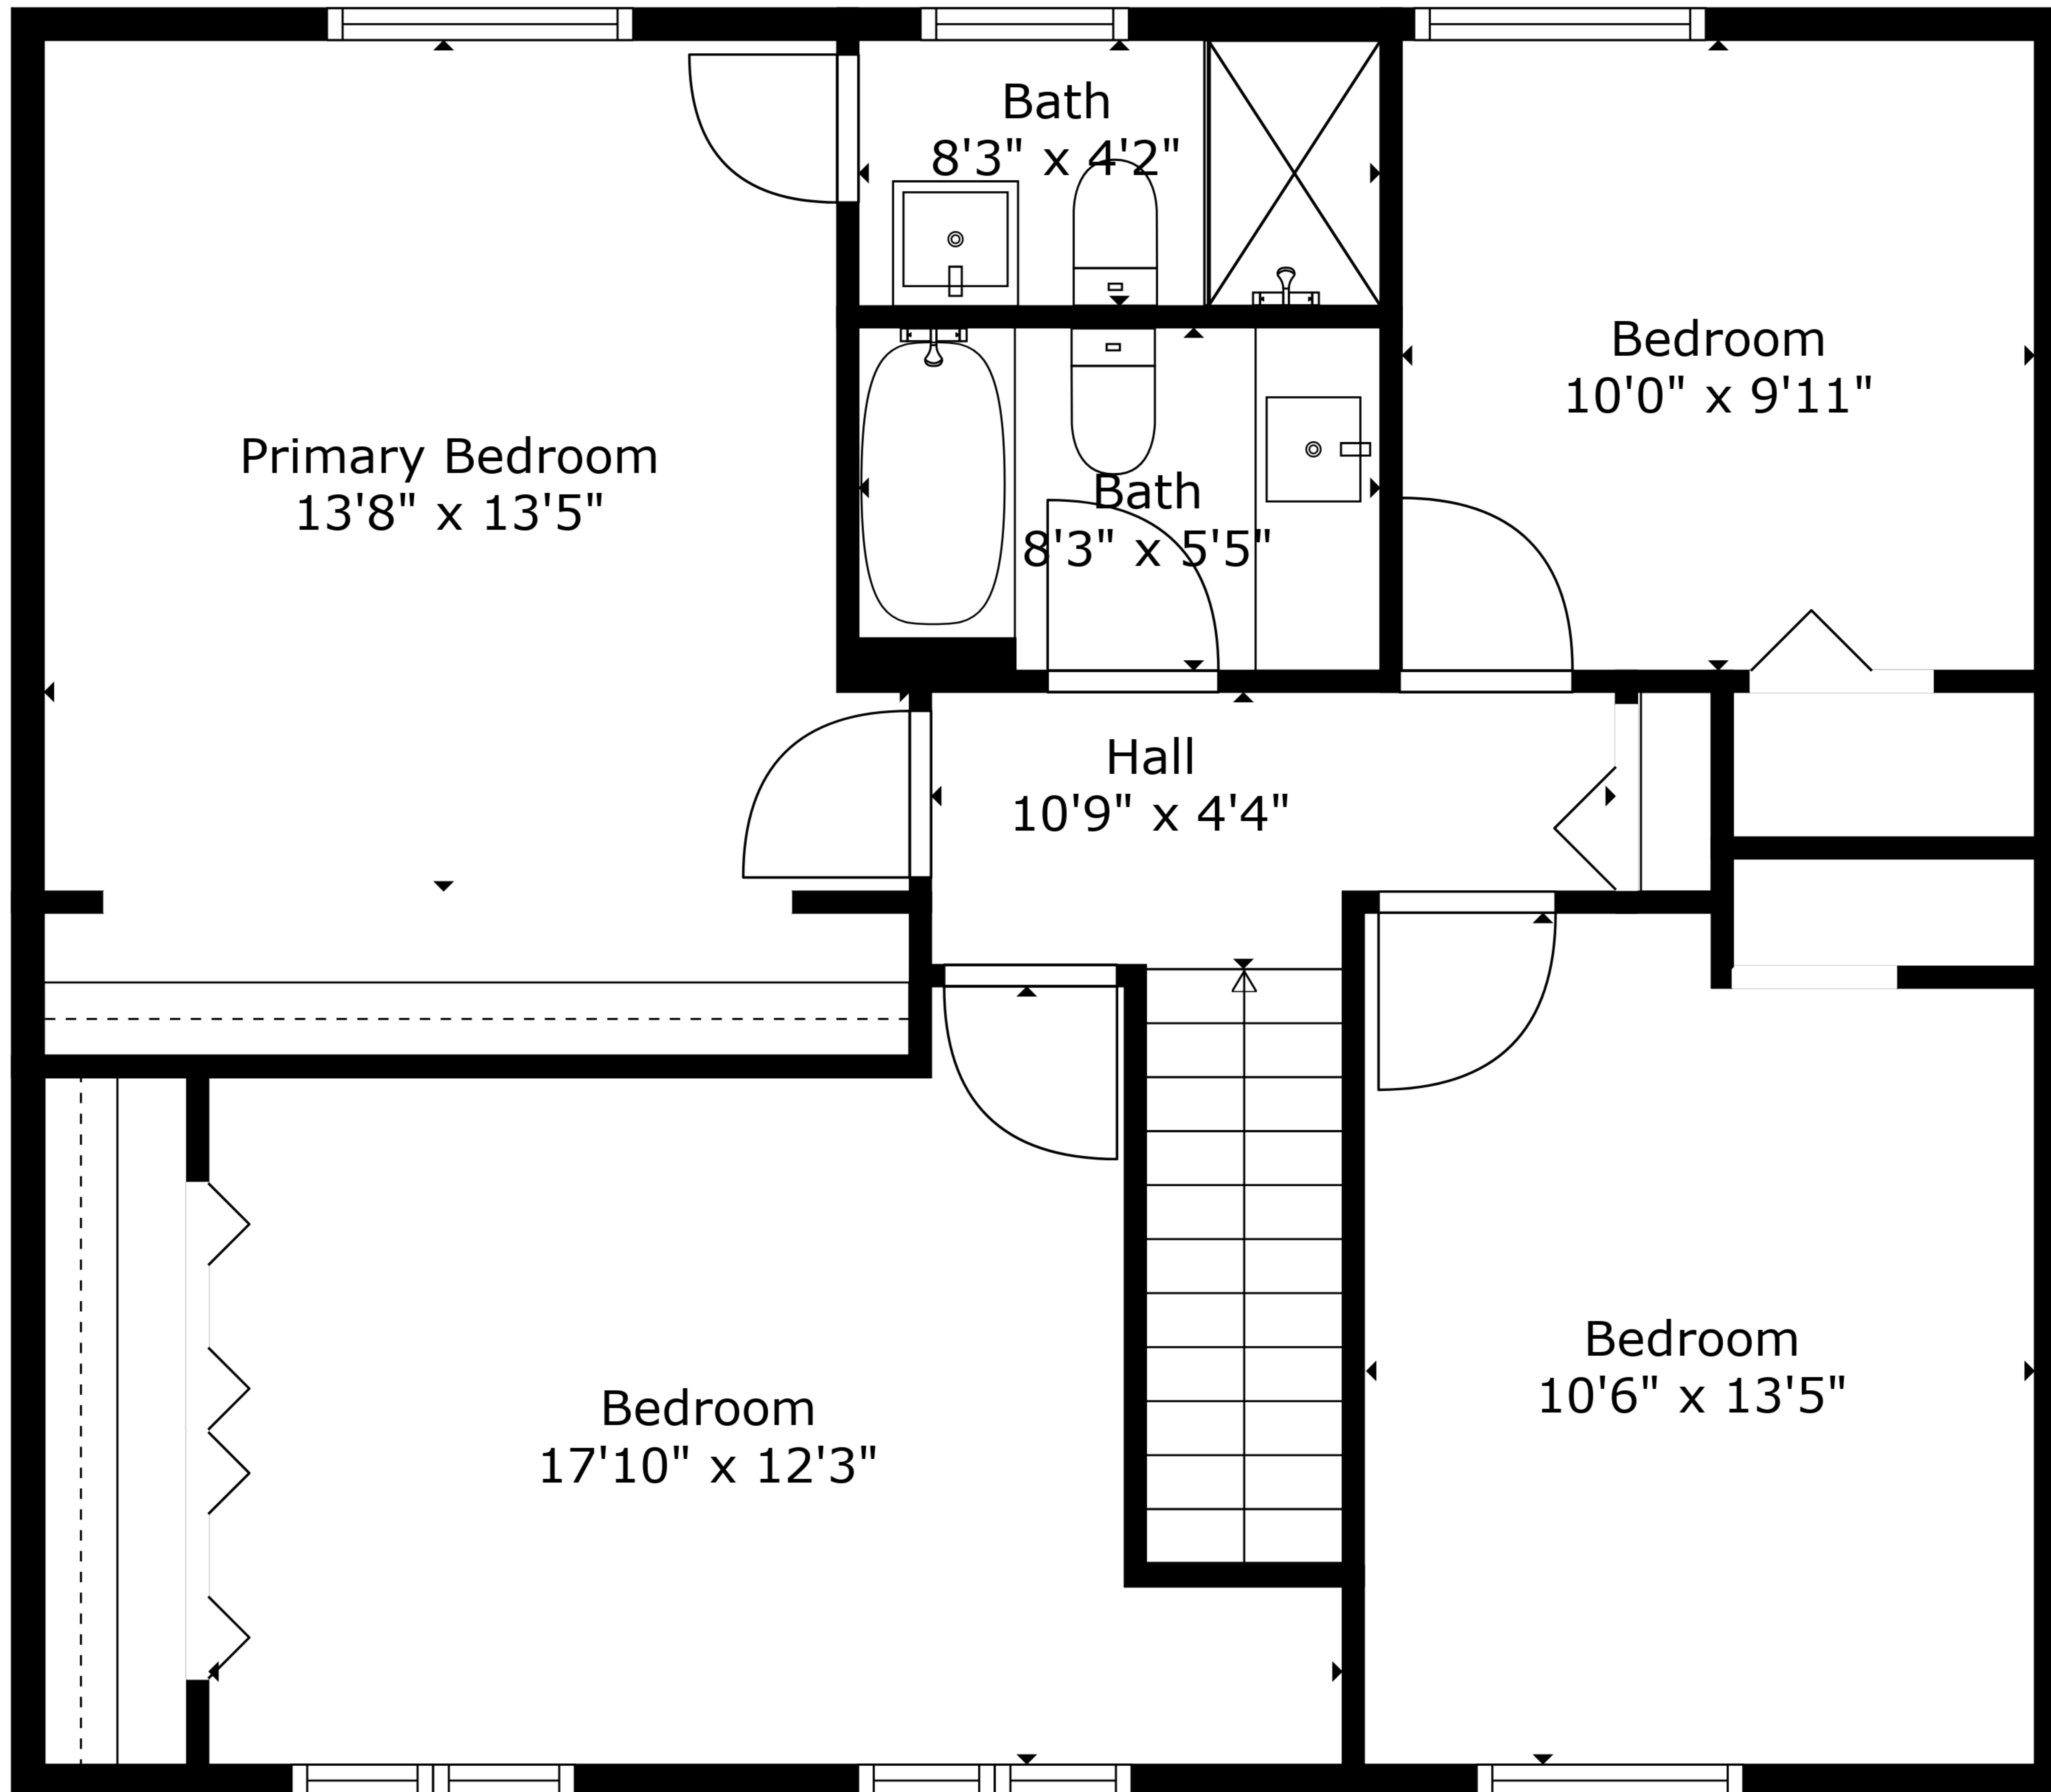 Bath
8'3" x 4'2"
Bedroom
10'0" x 9'11"
Primary Bedroom
13'8" x 13'5"
Bath
8'3" x 5'5"
Hall
10'9" x 4'4"
Bedroom
10'6" x 13'5"
Bedroom
17'10" x 12'3"